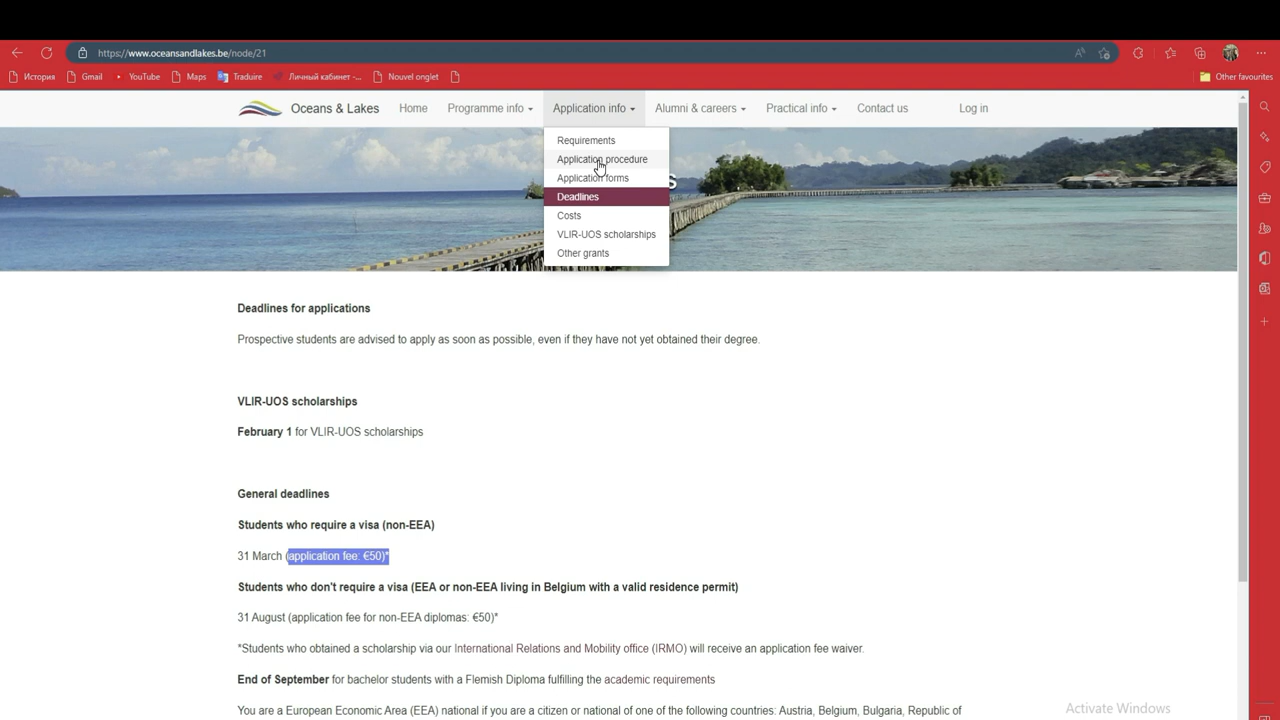 https://www.oceansandlakes.be/node/21
История Gmail YouTube Maps Traduire Личный кабинет -... Nouvel onglet Other favourites
Oceans & Lakes Home Programme info Application info Alumni & careers Practical info Contact us Log in
Requirements
Application procedure
Application forms
Deadlines
Costs
VLIR-UOS scholarships
Other grants
Deadlines for applications
Prospective students are advised to apply as soon as possible, even if they have not yet obtained their degree.
VLIR-UOS scholarships
February 1 for VLIR-UOS scholarships
General deadlines
Students who require a visa (non-EEA)
31 March (application fee: €50)*
Students who don't require a visa (EEA or non-EEA living in Belgium with a valid residence permit)
31 August (application fee for non-EEA diplomas: €50)*
*Students who obtained a scholarship via our International Relations and Mobility office (IRMO) will receive an application fee waiver.
End of September for bachelor students with a Flemish Diploma fulfilling the academic requirements
You are a European Economic Area (EEA) national if you are a citizen or national of one of the following countries: Austria, Belgium, Bulgaria, Republic of
Activate Windows